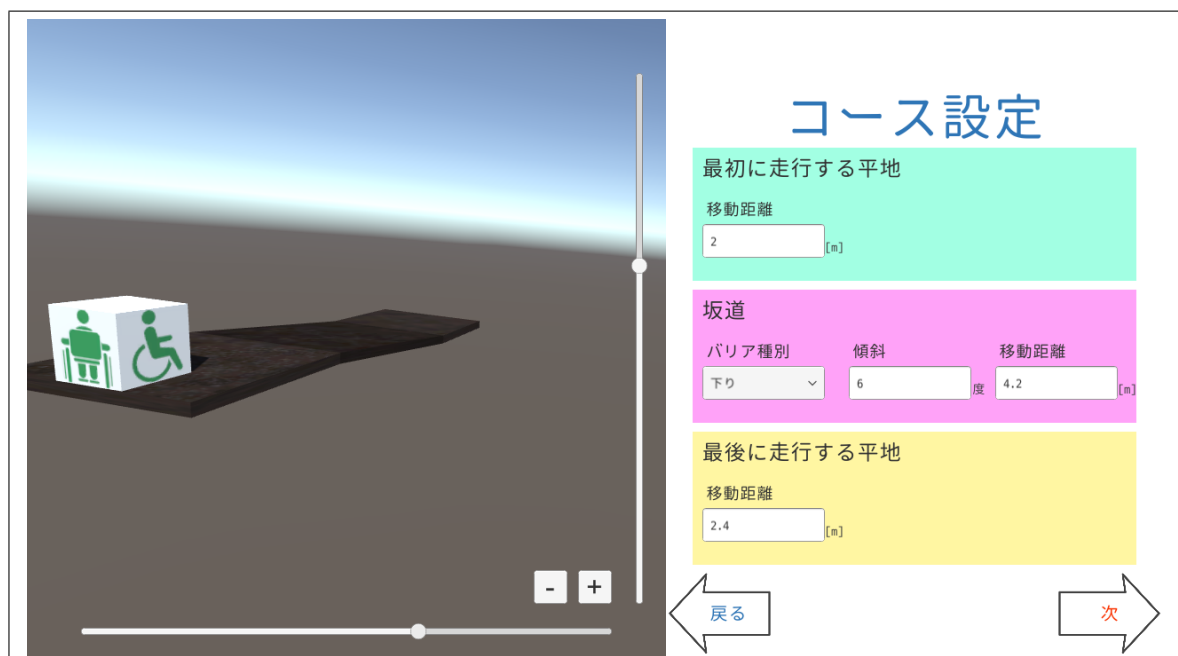 コース設定
最初に走行する平地
移動距離
2 [m]
坂道
バリア種別 傾斜 移動距離
下り 6 度 4.2 [m]
最後に走行する平地
移動距離
2.4 [m]
- +
戻る 次